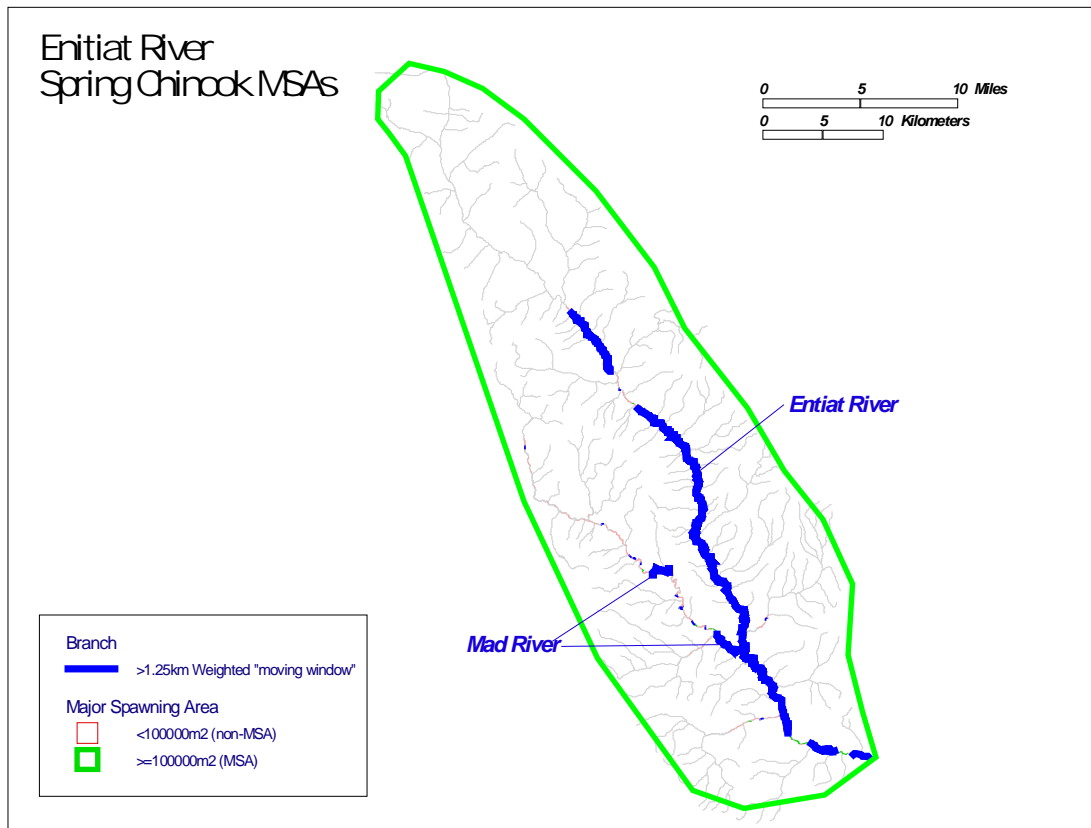 Enitiat River
Spring Chinook MSAs
0 5 10 Miles
0 5 10 Kilometers
Entiat River
Mad River
Branch
>1.25km Weighted "moving window"
Major Spawning Area
<100000m2 (non-MSA)
>=100000m2 (MSA)